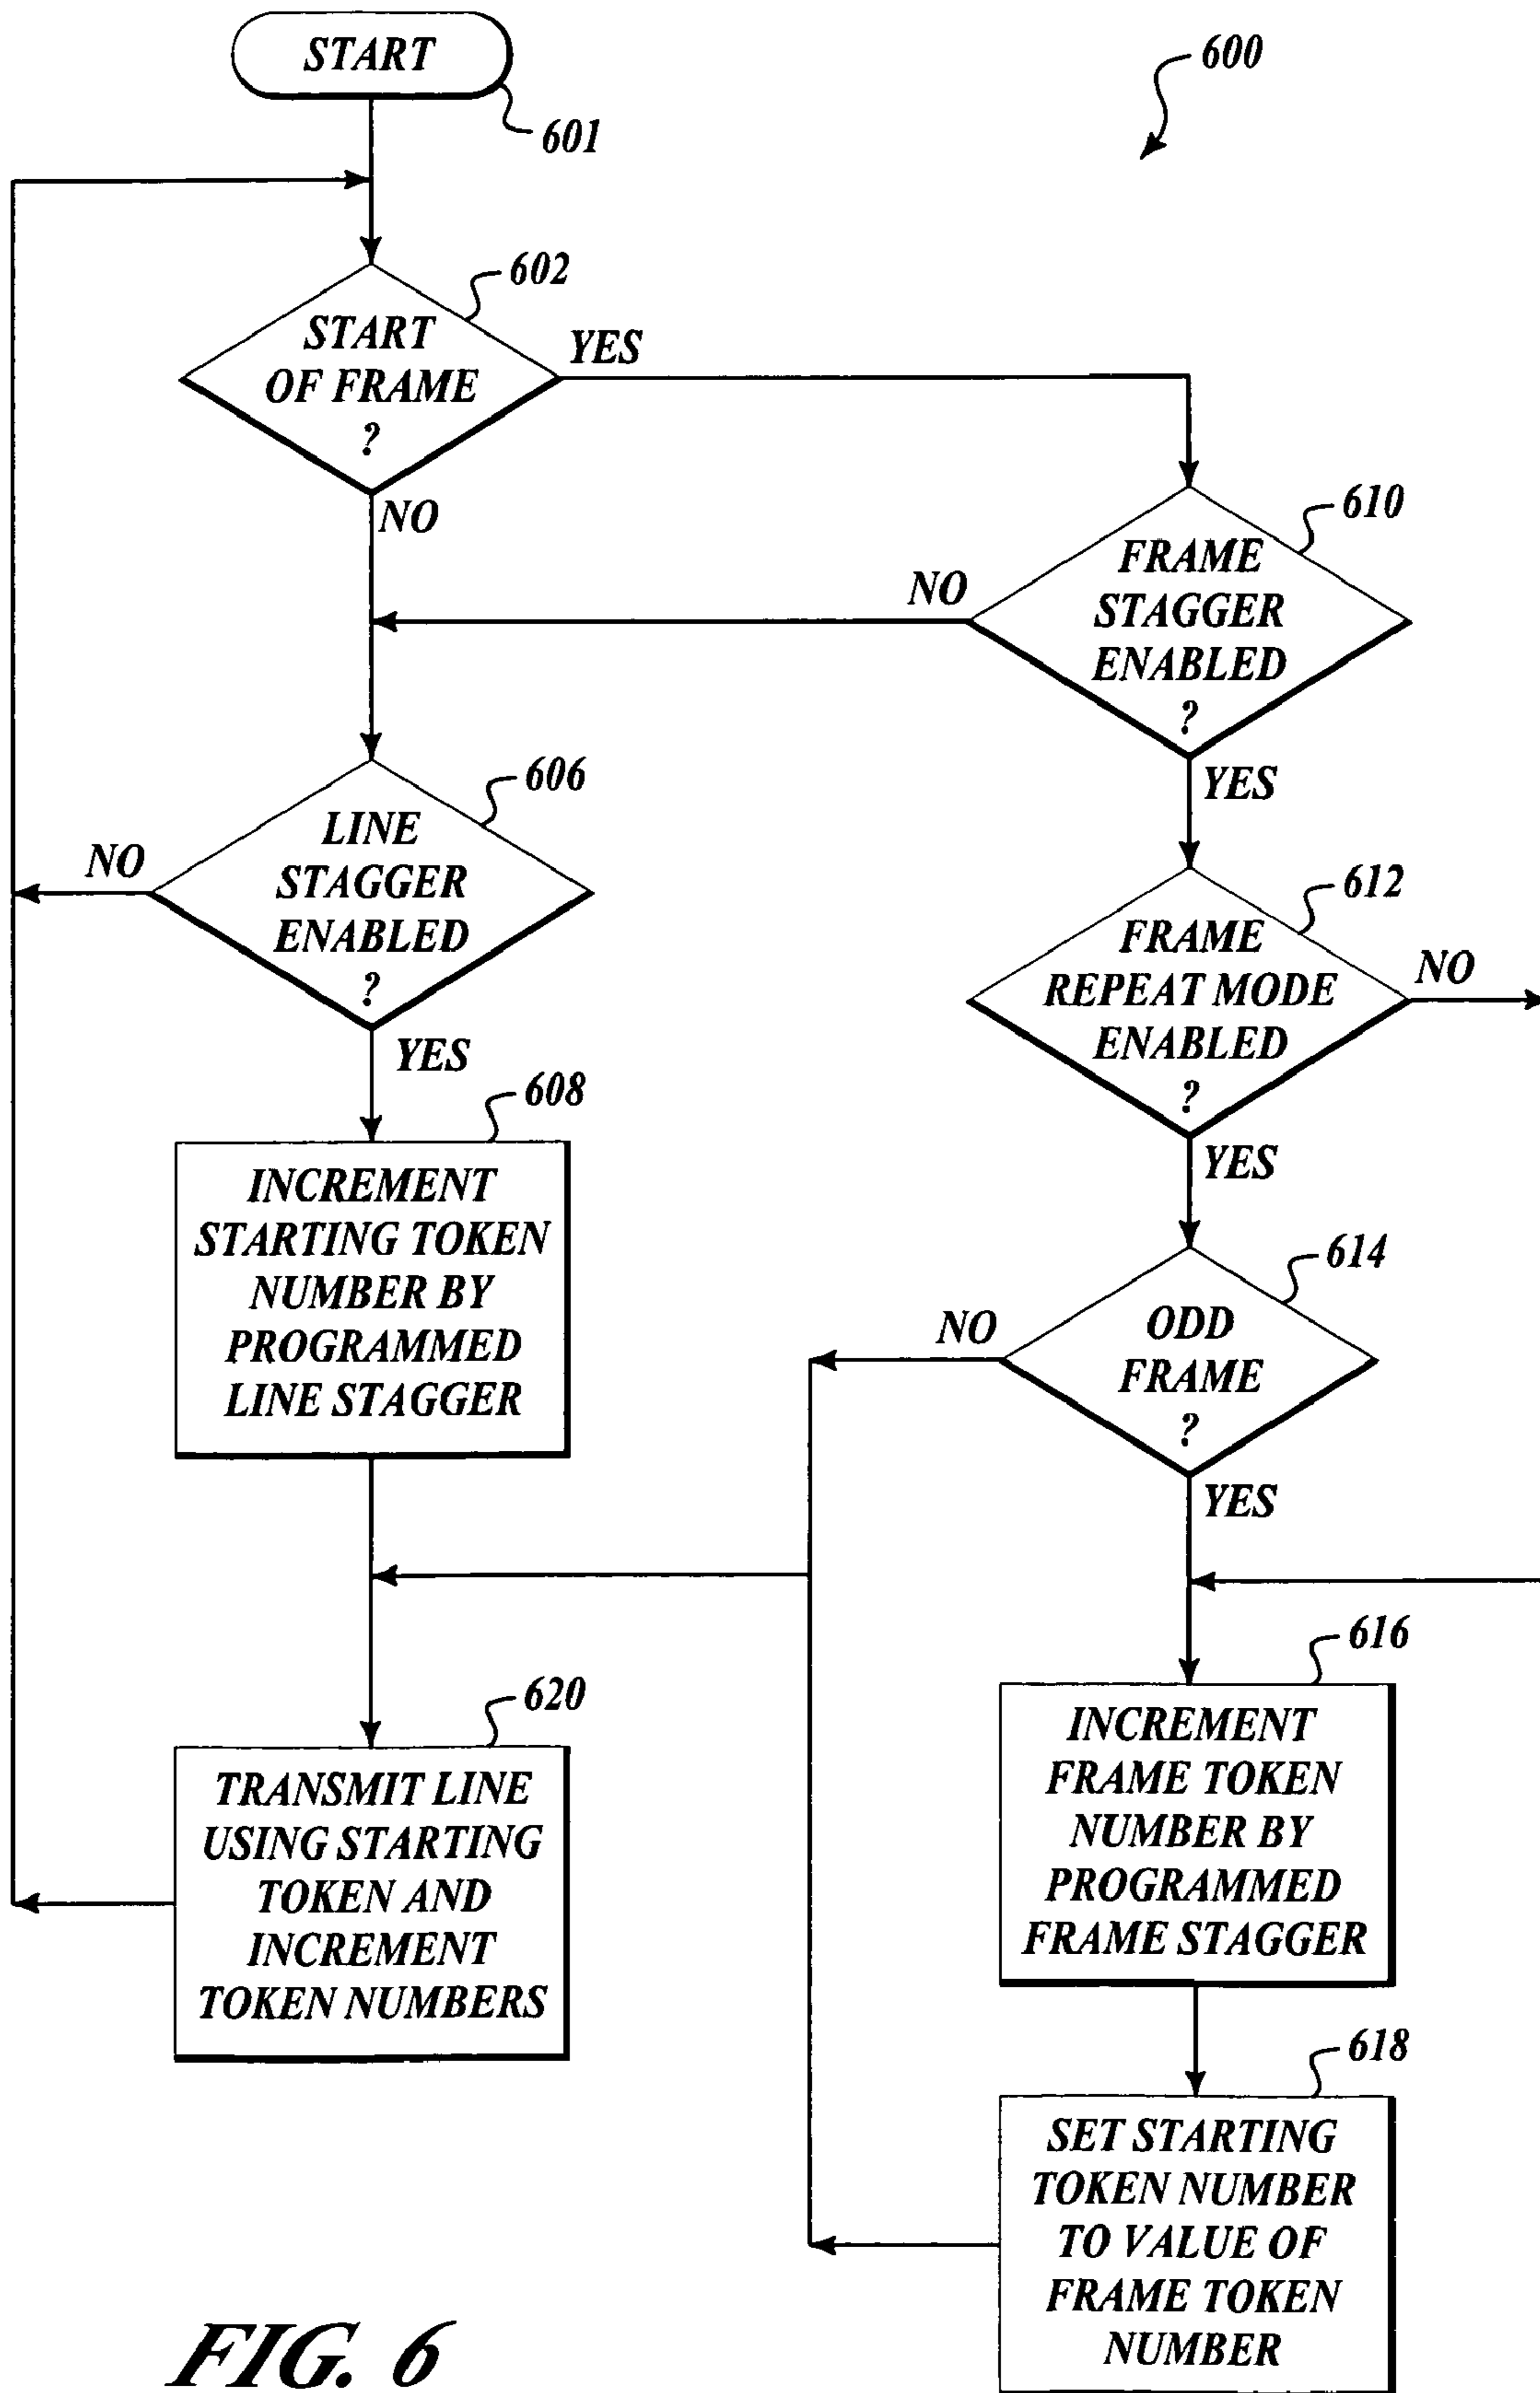 START
601
600
602
START
OF FRAME
?
YES
NO
610
FRAME
STAGGER
ENABLED
?
NO
YES
606
LINE
STAGGER
ENABLED
?
NO
YES
612
FRAME
REPEAT MODE
ENABLED
?
NO
YES
608
INCREMENT
STARTING TOKEN
NUMBER BY
PROGRAMMED
LINE STAGGER
614
ODD
FRAME
?
NO
YES
616
INCREMENT
FRAME TOKEN
NUMBER BY
PROGRAMMED
FRAME STAGGER
620
TRANSMIT LINE
USING STARTING
TOKEN AND
INCREMENT
TOKEN NUMBERS
618
SET STARTING
TOKEN NUMBER
TO VALUE OF
FRAME TOKEN
NUMBER
FIG. 6